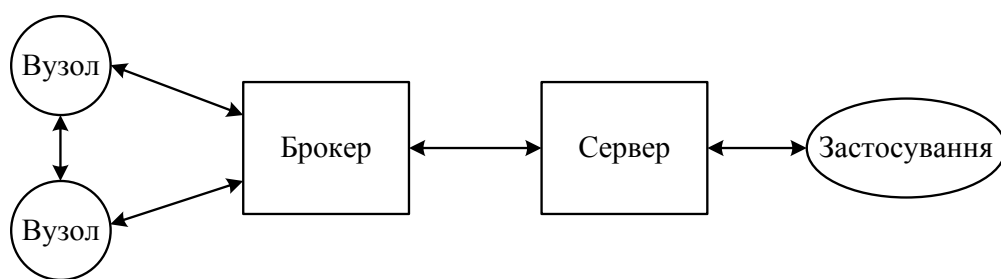 Вузол
Брокер
Сервер
Застосування
Вузол